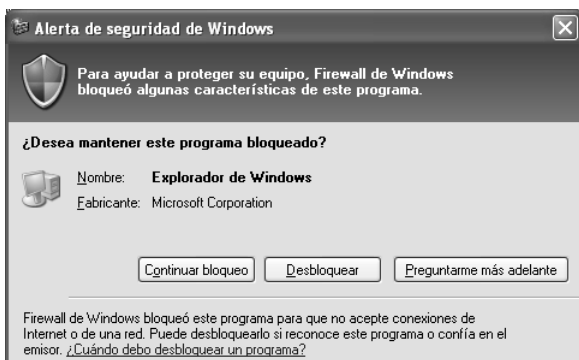 Alerta de seguridad de Windows
Para ayudar a proteger su equipo, Firewall de Windows
bloqueó algunas características de este programa.
¿Desea mantener este programa bloqueado?
Nombre: Explorador de Windows
Fabricante: Microsoft Corporation
Continuar bloqueo Desbloquear Preguntarme más adelante
Firewall de Windows bloqueó este programa para que no acepte conexiones de
Internet o de una red. Puede desbloquearlo si reconoce este programa o confía en el
emisor. ¿Cuándo debo desbloquear un programa?